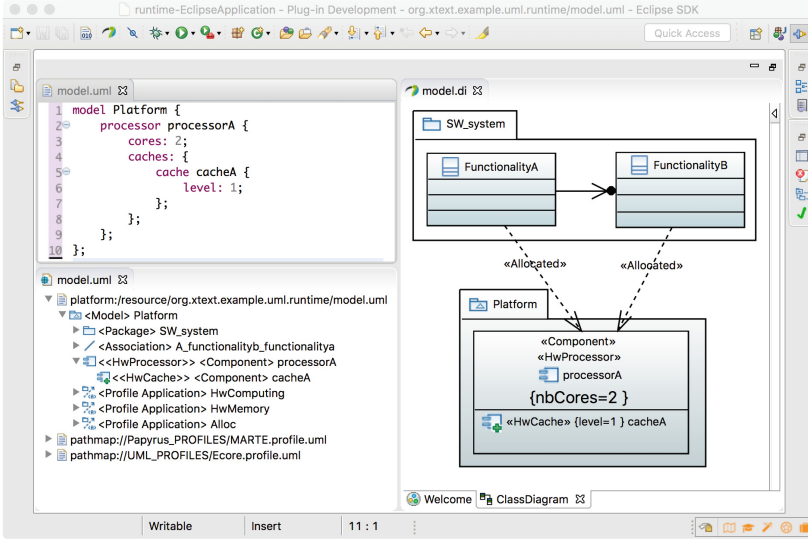 runtime-EclipseApplication - Plug-in Development - org.xtext.example.uml.runtime/model.uml - Eclipse SDK
Quick Access
model.uml
1 model Platform {
2 processor processorA {
3 cores: 2;
4 caches: {
5 cache cacheA {
6 level: 1;
7 };
8 };
9 };
10 };
model.uml
platform:/resource/org.xtext.example.uml.runtime/model.uml
<Model> Platform
<Package> SW_system
<Association> A_functionalityb_functionalitya
<<HwProcessor>> <Component> processorA
<<HwCache>> <Component> cacheA
<Profile Application> HwComputing
<Profile Application> HwMemory
<Profile Application> Alloc
pathmap://Papyrus_PROFILES/MARTE.profile.uml
pathmap://UML_PROFILES/Ecore.profile.uml
model.di
SW_system
FunctionalityA
FunctionalityB
«Allocated»
«Allocated»
Platform
«Component»
«HwProcessor»
processorA
{nbCores=2 }
«HwCache» {level=1 } cacheA
Welcome
ClassDiagram
Writable
Insert
11 : 1